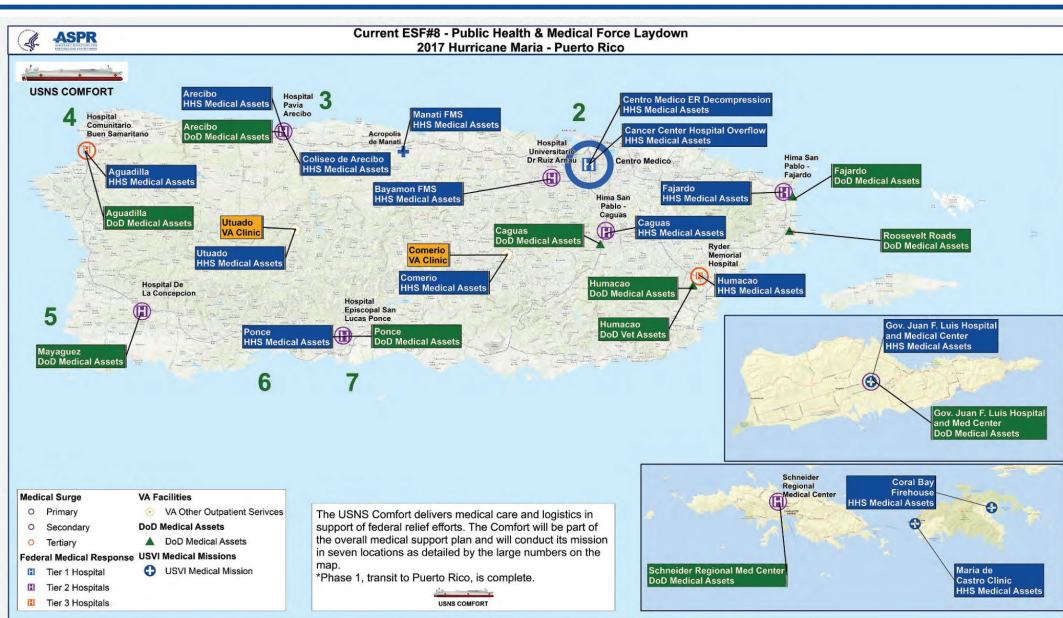 ASPR
Current ESF#8 - Public Health & Medical Force Laydown
2017 Hurricane Maria - Puerto Rico
USNS COMFORT
4
Hospital
Comunitario
Buen Samaritano
Aguadilla
HHS Medical Assets
Aguadilla
DoD Medical Assets
Arecibo
HHS Medical Assets
Hospital
Pavia
Arecibo
3
Arecibo
DoD Medical Assets
Coliseo de Arecibo
HHS Medical Assets
Acropolis
de Manati
Manati FMS
HHS Medical Assets
2
Centro Medico ER Decompression
HHS Medical Assets
Cancer Center Hospital Overflow
HHS Medical Assets
Hospital
Universitario
Dr Ruiz Arnau
Centro Medico
Bayamon FMS
HHS Medical Assets
Hima San
Pablo -
Fajardo
Fajardo
DoD Medical Assets
Fajardo
HHS Medical Assets
Hima San
Pablo -
Caguas
Caguas
HHS Medical Assets
Caguas
DoD Medical Assets
Roosevelt Roads
DoD Medical Assets
Utuado
VA Clinic
Utuado
HHS Medical Assets
Comerio
VA Clinic
Comerio
HHS Medical Assets
Ryder
Memorial
Hospital
Humacao
DoD Medical Assets
Humacao
HHS Medical Assets
Humacao
DoD Vet Assets
Hospital De
La Concepcion
5
Mayaguez
DoD Medical Assets
Hospital
Episcopal San
Lucas Ponce
Ponce
HHS Medical Assets
Ponce
DoD Medical Assets
6
7
Gov. Juan F. Luis Hospital
and Medical Center
HHS Medical Assets
Gov. Juan F. Luis Hospital
and Med Center
DoD Medical Assets
Schneider
Regional
Medical Center
Coral Bay
Firehouse
HHS Medical Assets
Schneider Regional Med Center
DoD Medical Assets
Maria de
Castro Clinic
HHS Medical Assets
Medical Surge
Primary
Secondary
Tertiary
Federal Medical Response
Tier 1 Hospital
Tier 2 Hospitals
Tier 3 Hospitals
VA Facilities
VA Other Outpatient Serivces
DoD Medical Assets
DoD Medical Assets
USVI Medical Missions
USVI Medical Mission
The USNS Comfort delivers medical care and logistics in
support of federal relief efforts. The Comfort will be part of
the overall medical support plan and will conduct its mission
in seven locations as detailed by the large numbers on the
map.
*Phase 1, transit to Puerto Rico, is complete.
USNS COMFORT